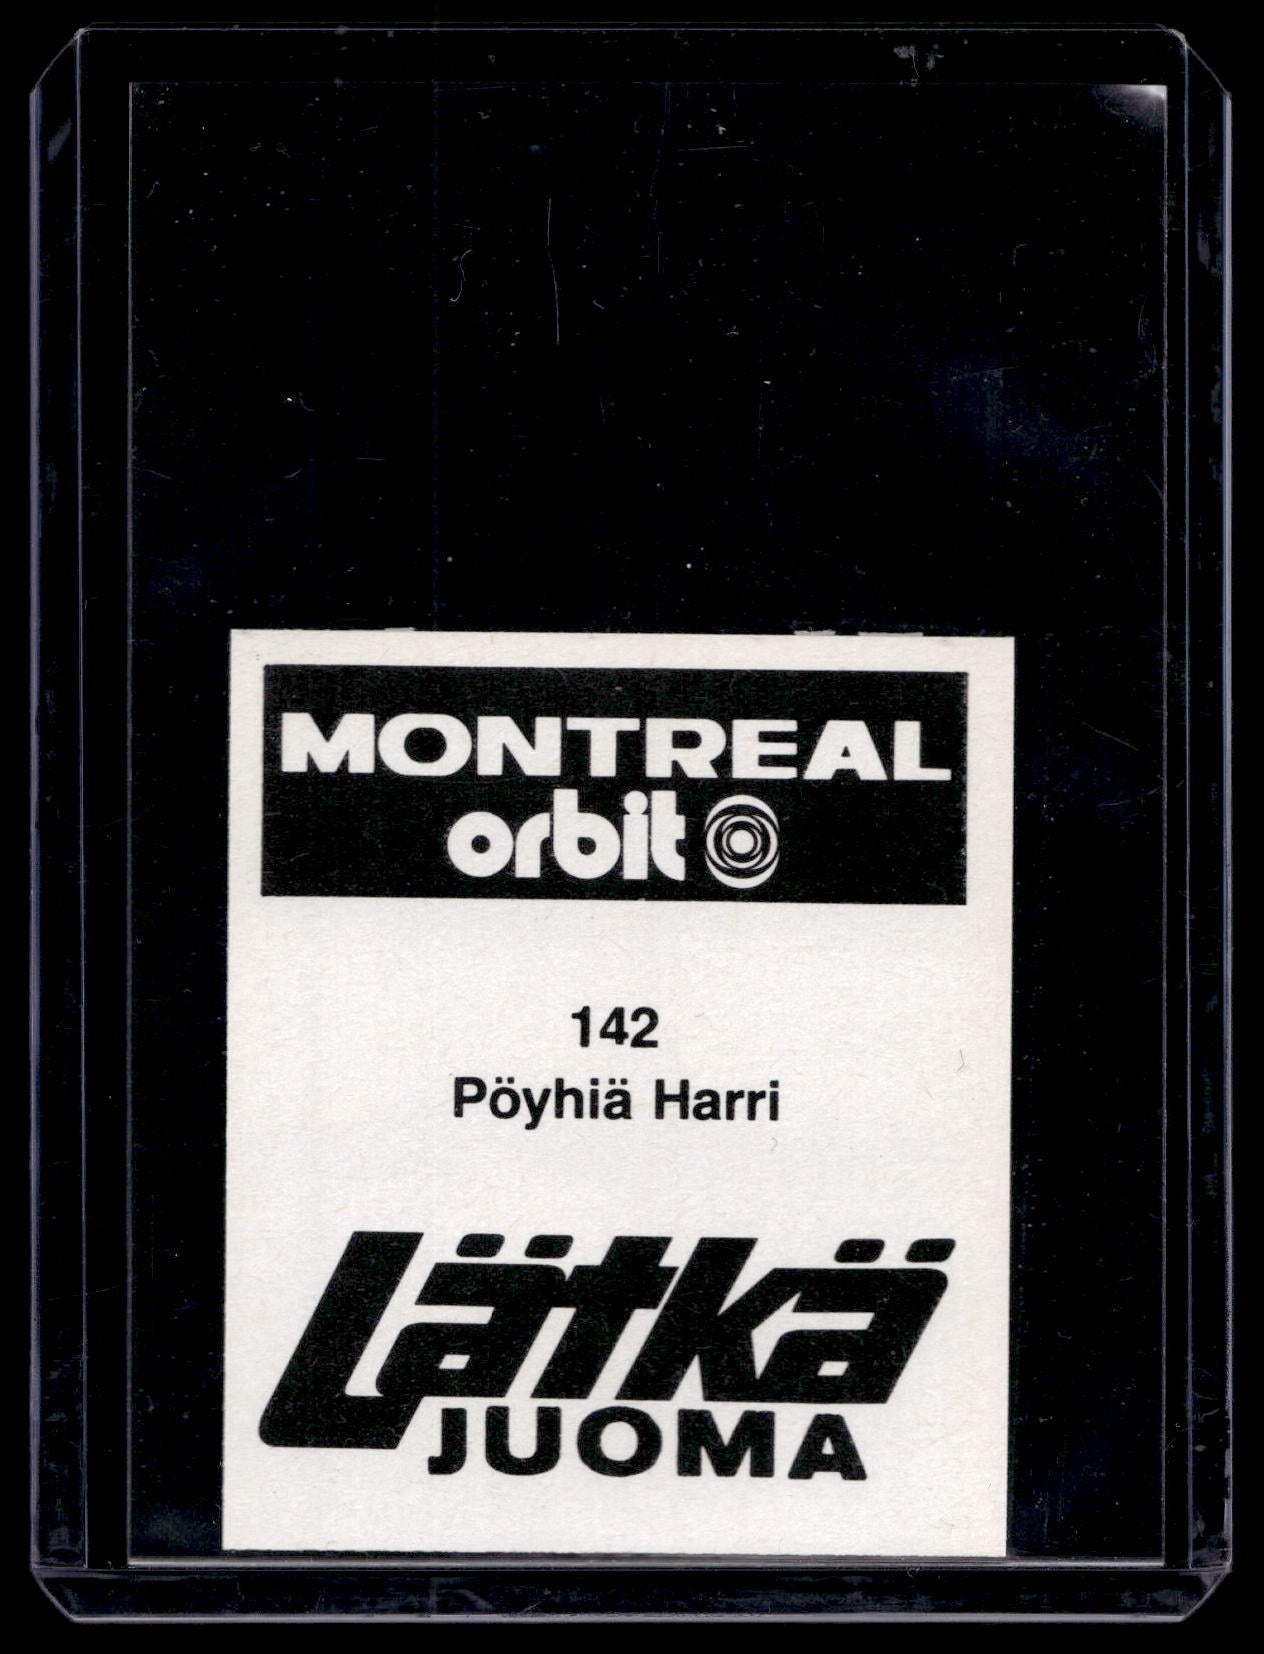 MONTREAL
orbit
142
Pöyhiä Harri
Lätkä
JUOMA